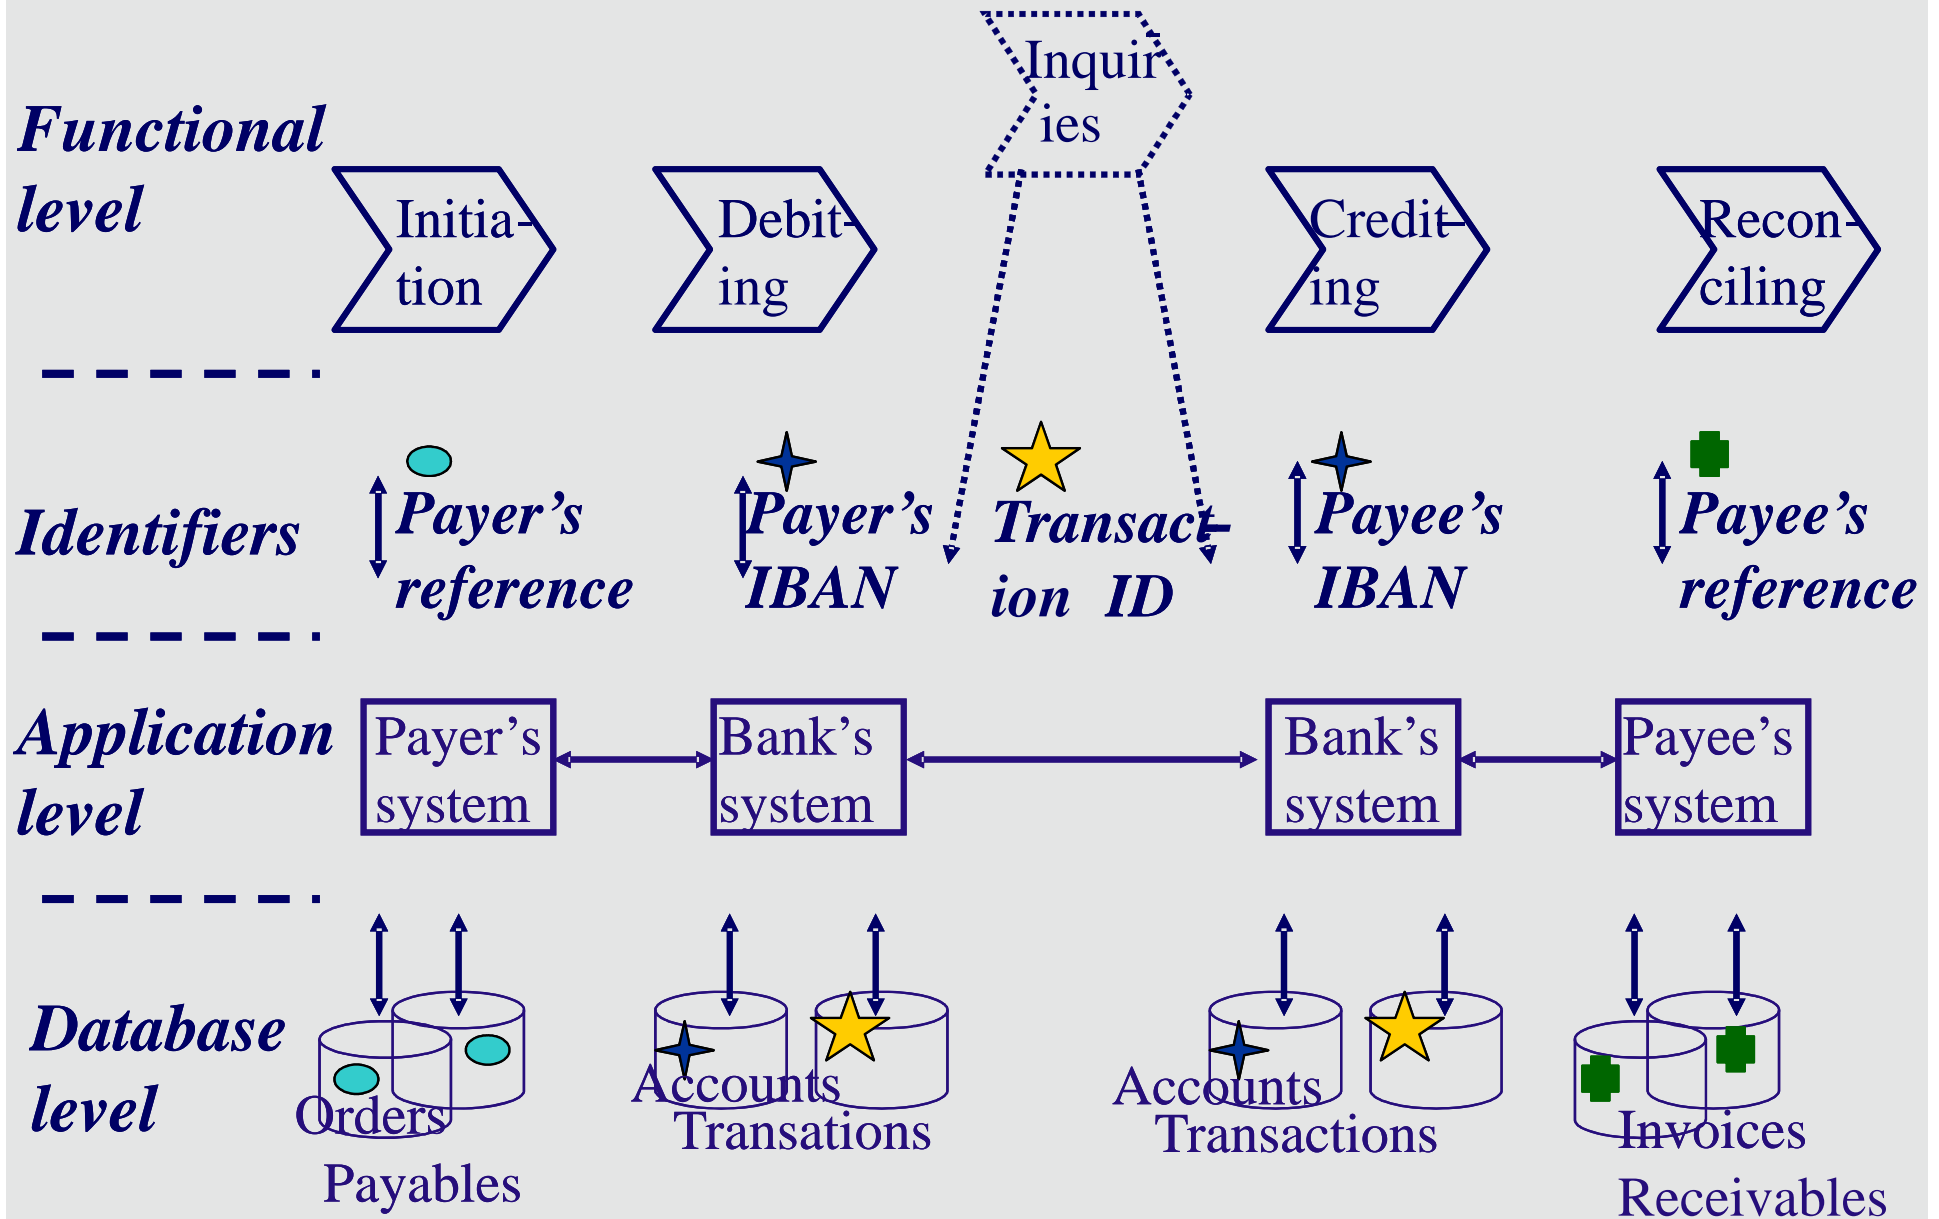 Inquir-
ies
Functional
level
Initia-
tion
Debit-
ing
Credit-
ing
Recon-
ciling
Identifiers
Payer’s
reference
Payer’s
IBAN
Transact-
ion ID
Payee’s
IBAN
Payee’s
reference
Application
level
Payer’s
system
Bank’s
system
Bank’s
system
Payee’s
system
Database
level
Orders
Payables
Accounts
Transations
Accounts
Transactions
Invoices
Receivables